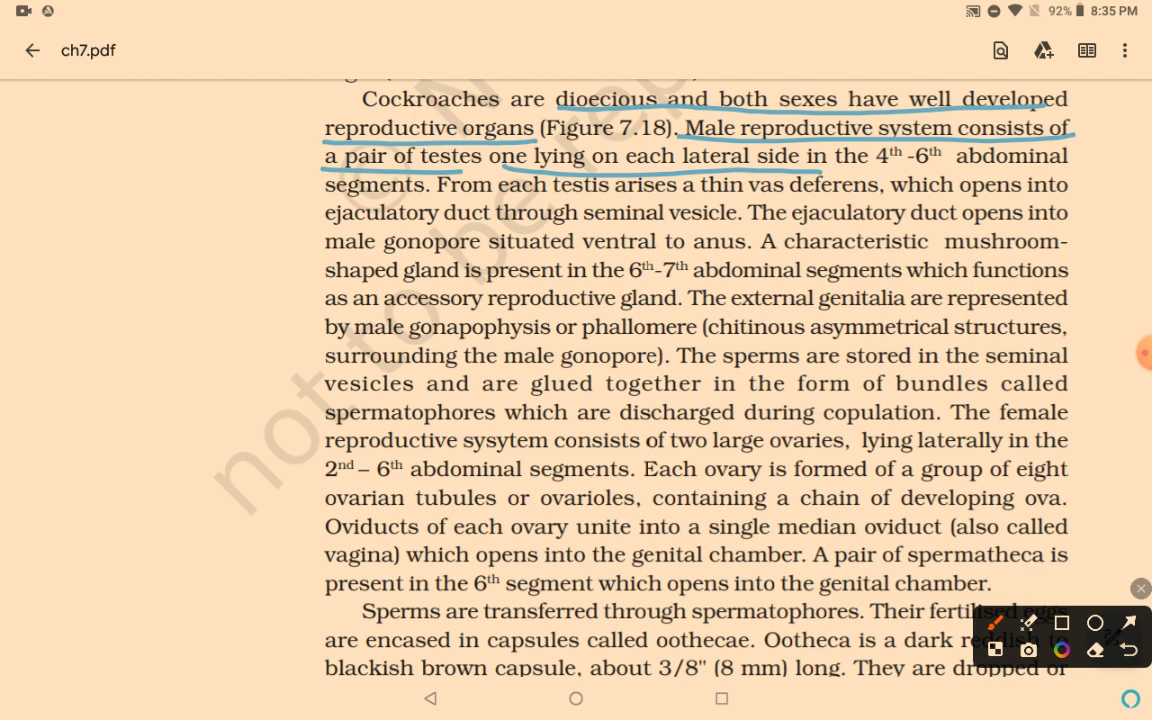 92% 8:35 PM
ch7.pdf
Cockroaches are dioecious and both sexes have well developed
reproductive organs (Figure 7.18). Male reproductive system consists of
a pair of testes one lying on each lateral side in the 4th -6th abdominal
segments. From each testis arises a thin vas deferens, which opens into
ejaculatory duct through seminal vesicle. The ejaculatory duct opens into
male gonopore situated ventral to anus. A characteristic mushroom-
shaped gland is present in the 6th-7th abdominal segments which functions
as an accessory reproductive gland. The external genitalia are represented
by male gonapophysis or phallomere (chitinous asymmetrical structures,
surrounding the male gonopore). The sperms are stored in the seminal
vesicles and are glued together in the form of bundles called
spermatophores which are discharged during copulation. The female
reproductive sysytem consists of two large ovaries, lying laterally in the
2nd – 6th abdominal segments. Each ovary is formed of a group of eight
ovarian tubules or ovarioles, containing a chain of developing ova.
Oviducts of each ovary unite into a single median oviduct (also called
vagina) which opens into the genital chamber. A pair of spermatheca is
present in the 6th segment which opens into the genital chamber.
Sperms are transferred through spermatophores. Their fertilised eggs
are encased in capsules called oothecae. Ootheca is a dark reddish to
blackish brown capsule, about 3/8" (8 mm) long. They are dropped or
© N
not to be rep